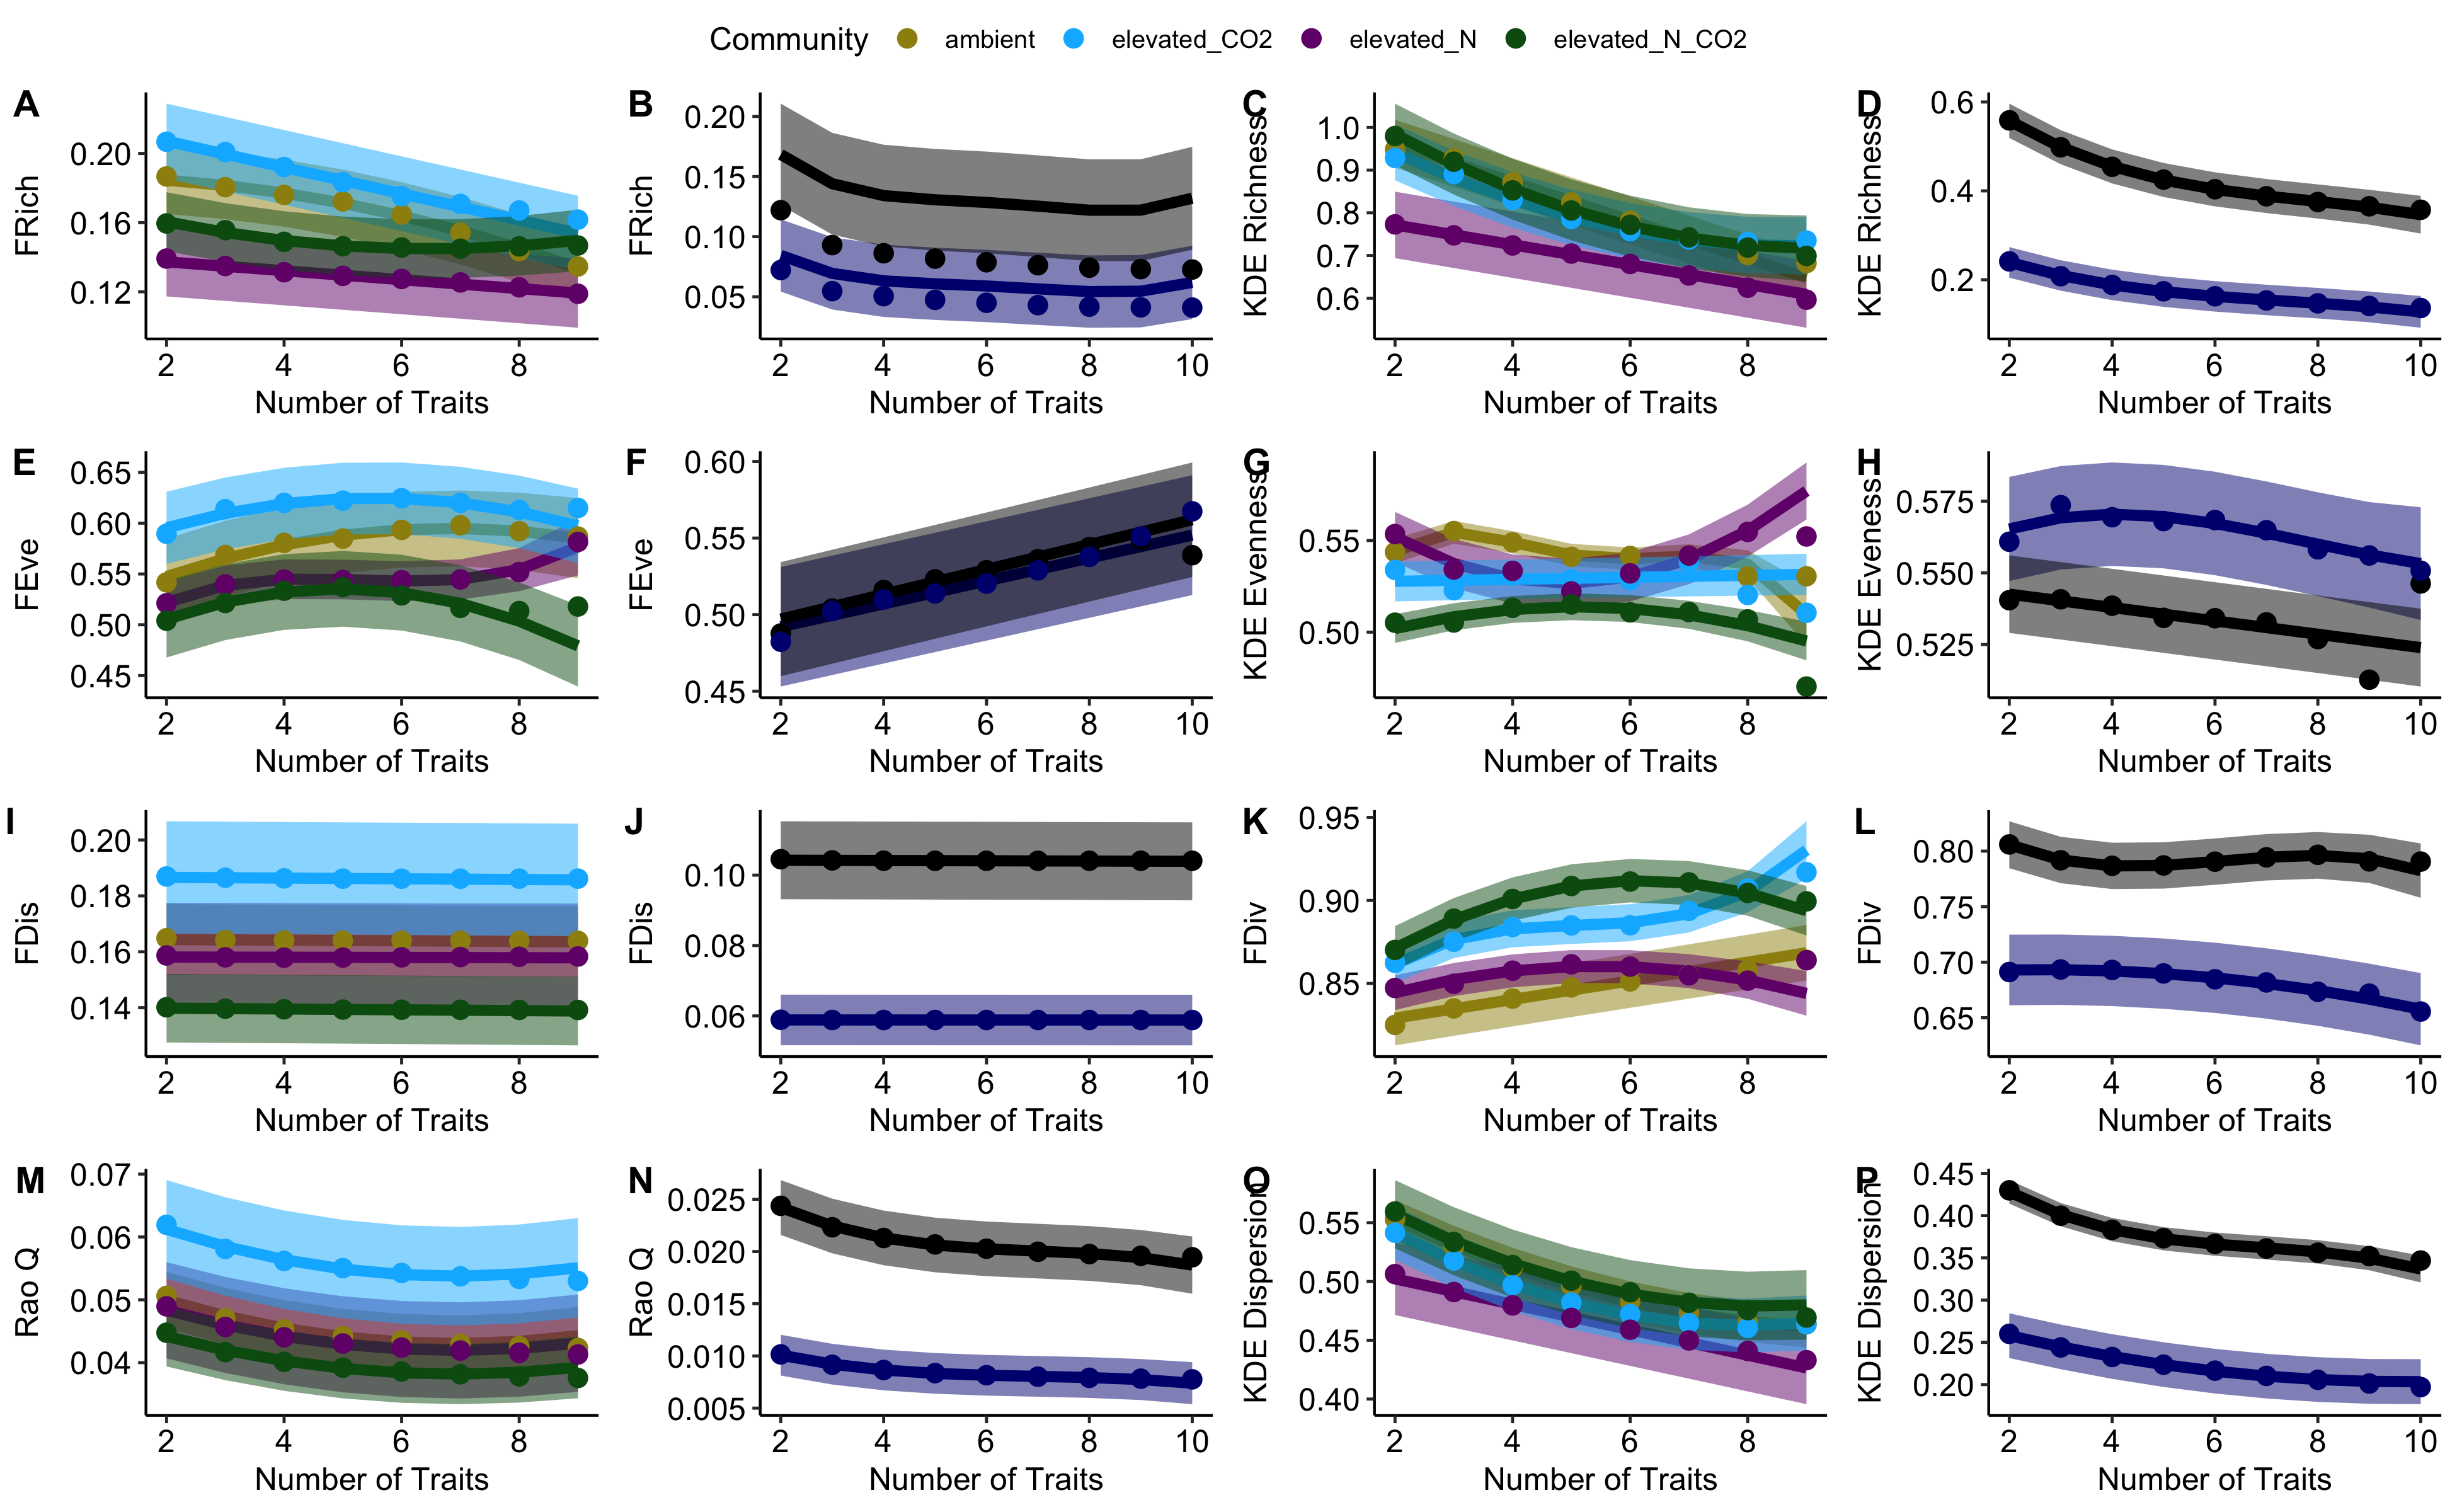 Community ambient elevated_CO2 elevated_N elevated_N_CO2
A
FRich
0.20
0.16
0.12
2 4 6 8
Number of Traits
B
FRich
0.20
0.15
0.10
0.05
2 4 6 8 10
Number of Traits
C
KDE Richness
1.0
0.9
0.8
0.7
0.6
2 4 6 8
Number of Traits
D
KDE Richness
0.6
0.4
0.2
2 4 6 8 10
Number of Traits
E
FEve
0.65
0.60
0.55
0.50
0.45
2 4 6 8
Number of Traits
F
FEve
0.60
0.55
0.50
0.45
2 4 6 8 10
Number of Traits
G
KDE Evenness
0.55
0.50
2 4 6 8
Number of Traits
H
KDE Eveness
0.575
0.550
0.525
2 4 6 8 10
Number of Traits
I
FDis
0.20
0.18
0.16
0.14
2 4 6 8
Number of Traits
J
FDis
0.10
0.08
0.06
2 4 6 8 10
Number of Traits
K
FDiv
0.95
0.90
0.85
2 4 6 8
Number of Traits
L
FDiv
0.80
0.75
0.70
0.65
2 4 6 8 10
Number of Traits
M
Rao Q
0.07
0.06
0.05
0.04
2 4 6 8
Number of Traits
N
Rao Q
0.025
0.020
0.015
0.010
0.005
2 4 6 8 10
Number of Traits
O
KDE Dispersion
0.55
0.50
0.45
0.40
2 4 6 8
Number of Traits
P
KDE Dispersion
0.45
0.40
0.35
0.30
0.25
0.20
2 4 6 8 10
Number of Traits